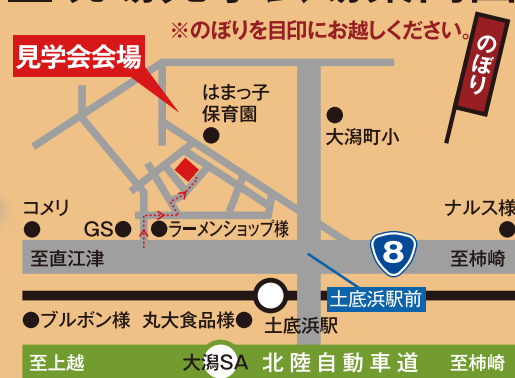 ※のぼりを目印にお越しください。
のぼり
見学会会場
はまっ子
保育園
大潟町小
コメリ
GS
ラーメンショップ様
ナルス様
8
至直江津
至柿崎
土底浜駅前
ブルボン様
丸大食品様
土底浜駅
至上越
大潟SA
北陸自動車道
至柿崎